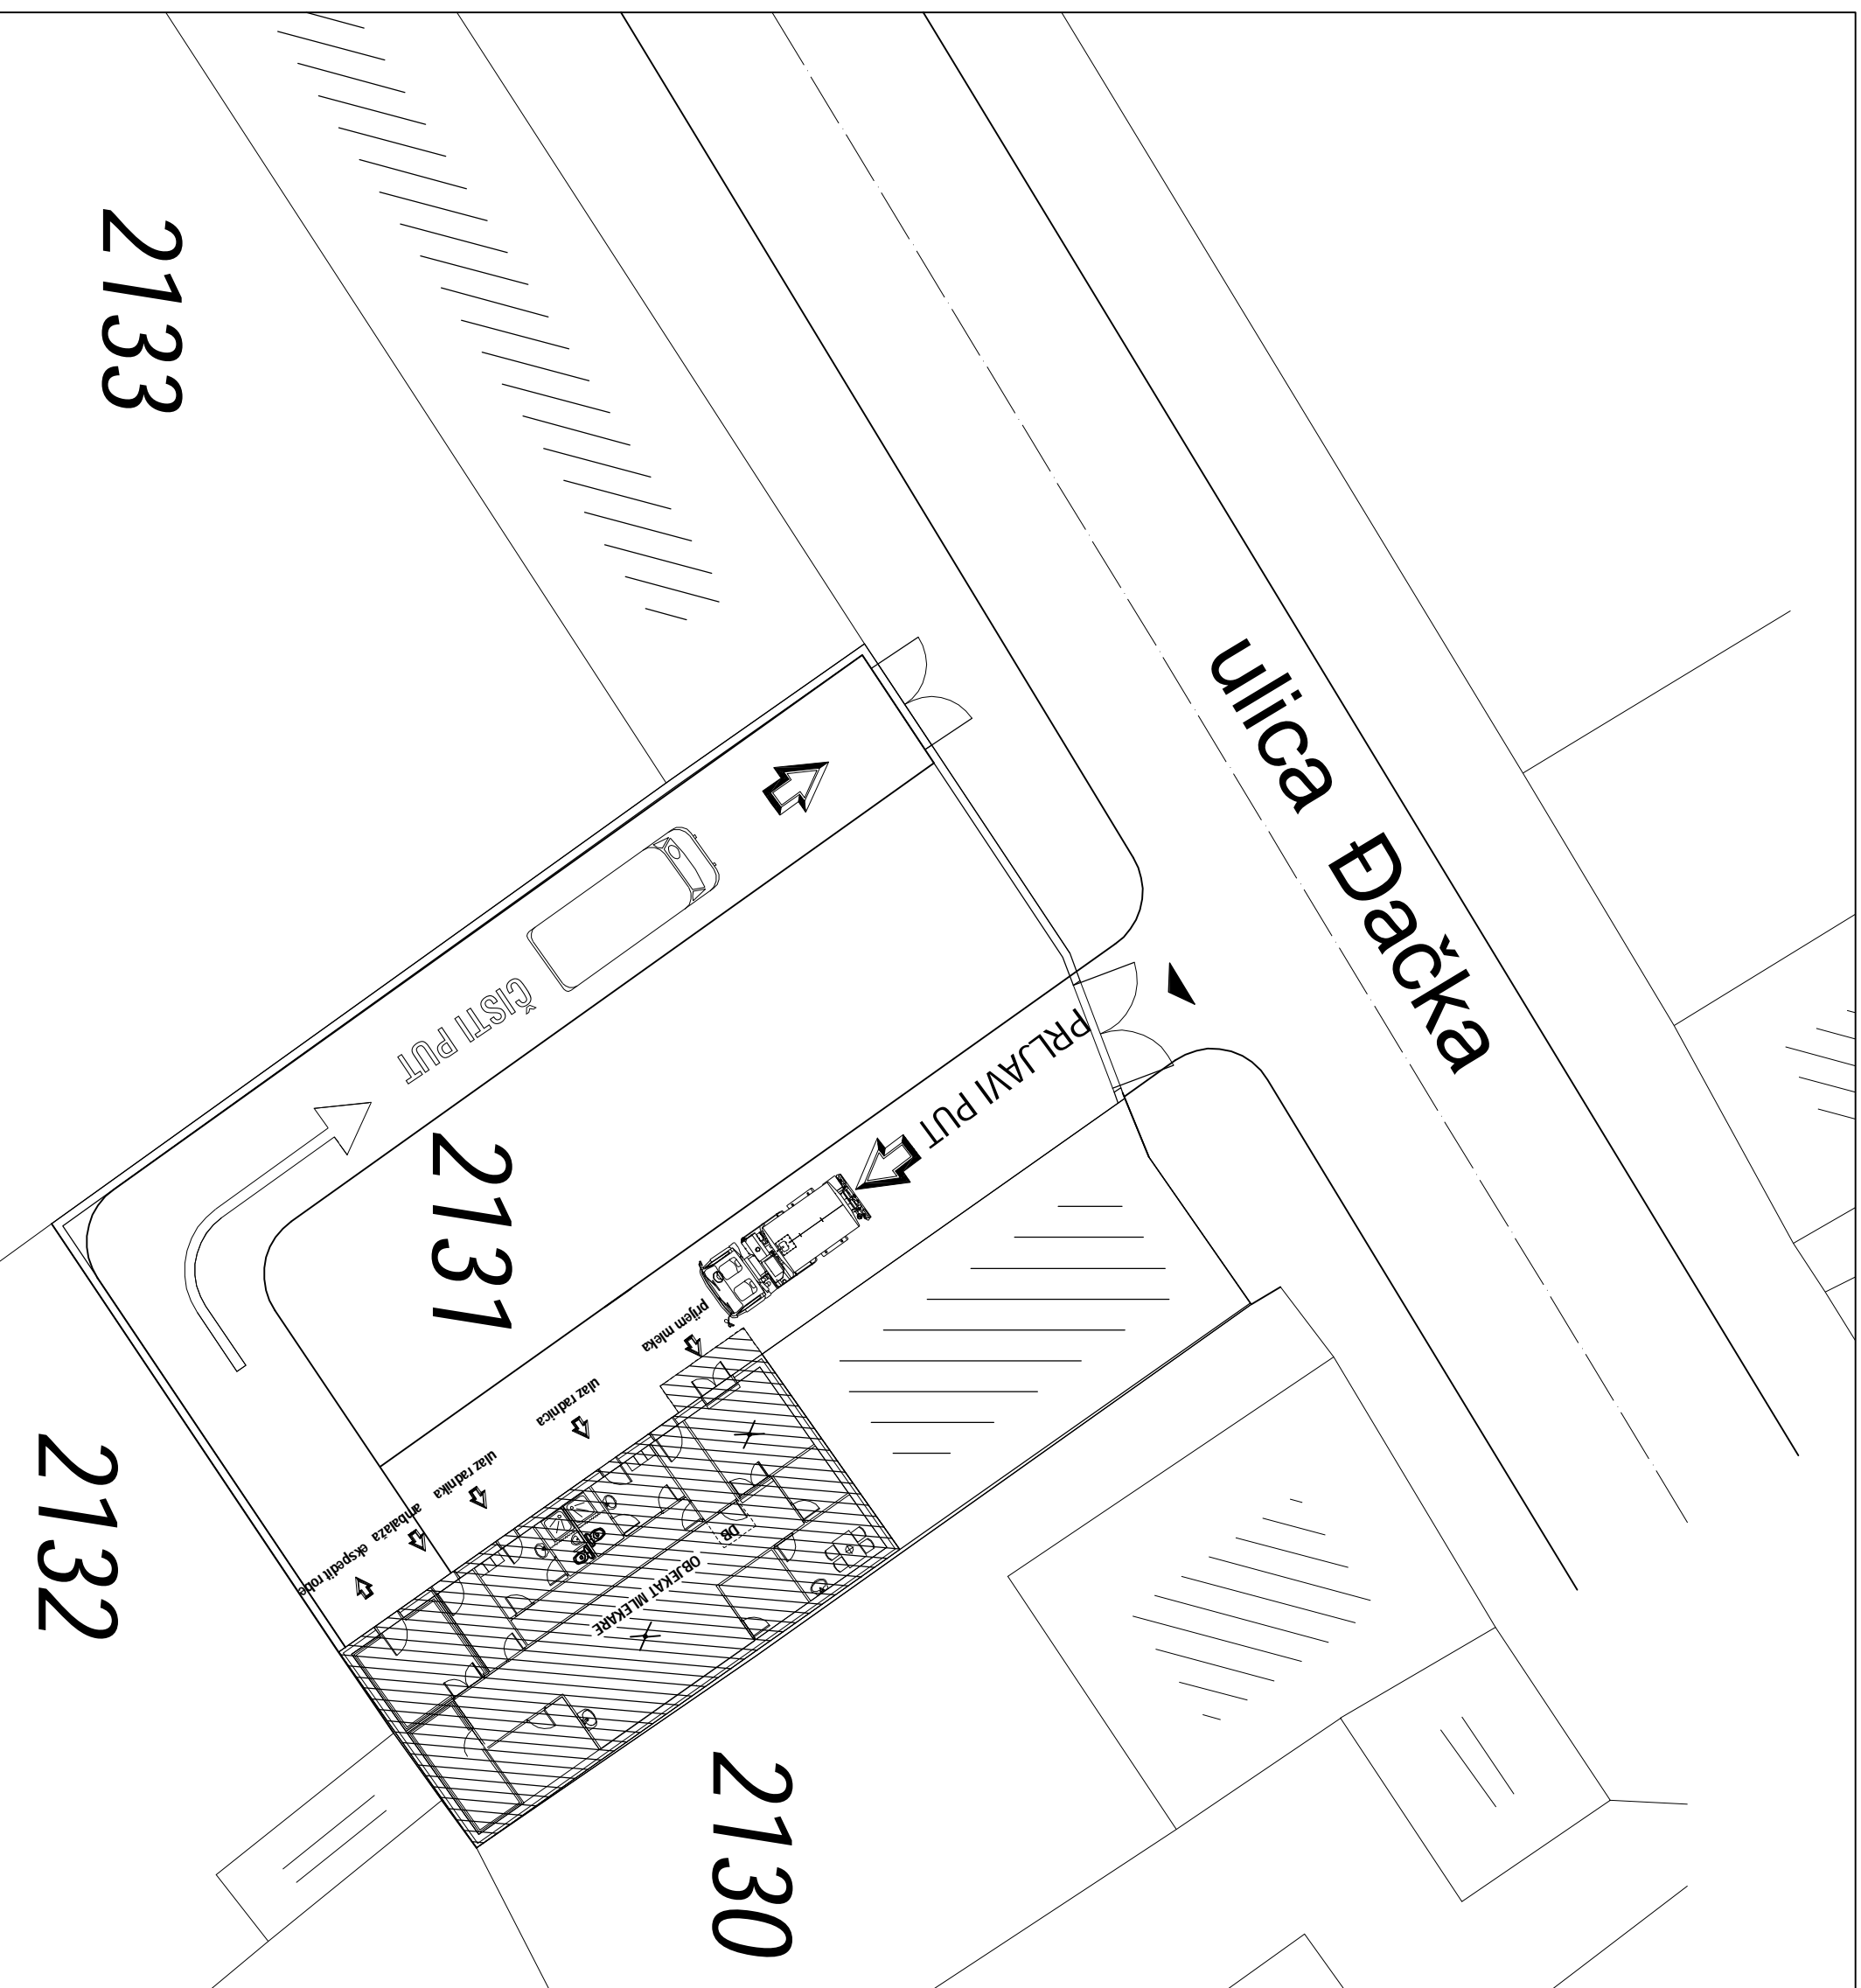 2133
ulica Đačka
ČISTI PUT
PRLJAVI PUT
2131
prijem mleka
ulaz radnica
ulaz radnika
ambalaža
ekspedit robe
DB
OBJEKAT MLEKARE
2132
2130